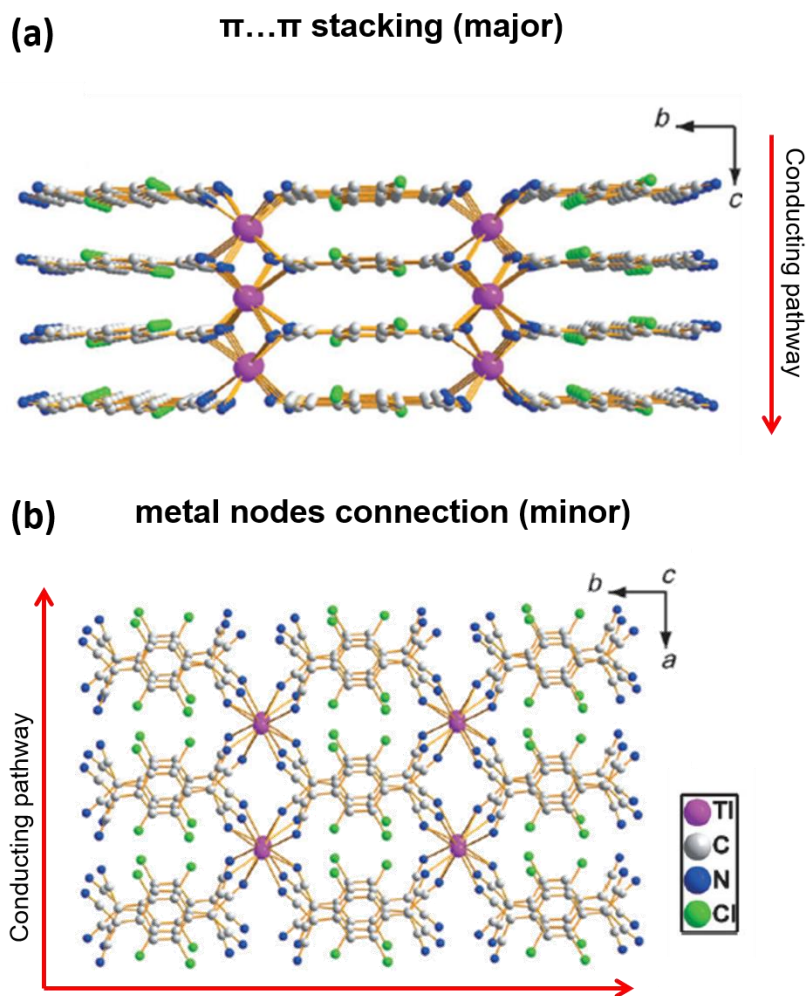 (a)
π...π stacking (major)
b
c
Conducting pathway
(b)
metal nodes connection (minor)
b
c
a
Conducting pathway
Tl
C
N
Cl